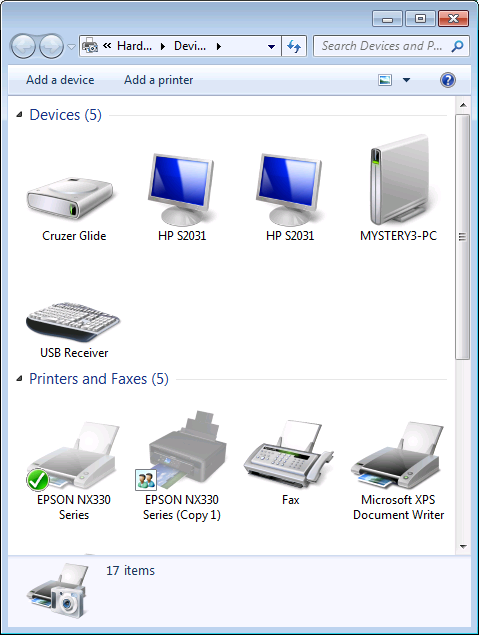 « Hard... ▸ Devi... ▸
Search Devices and P...
Add a device Add a printer
Devices (5)
Cruzer Glide
HP S2031
HP S2031
MYSTERY3-PC
USB Receiver
Printers and Faxes (5)
EPSON NX330
Series
EPSON NX330
Series (Copy 1)
Fax
Microsoft XPS
Document Writer
17 items